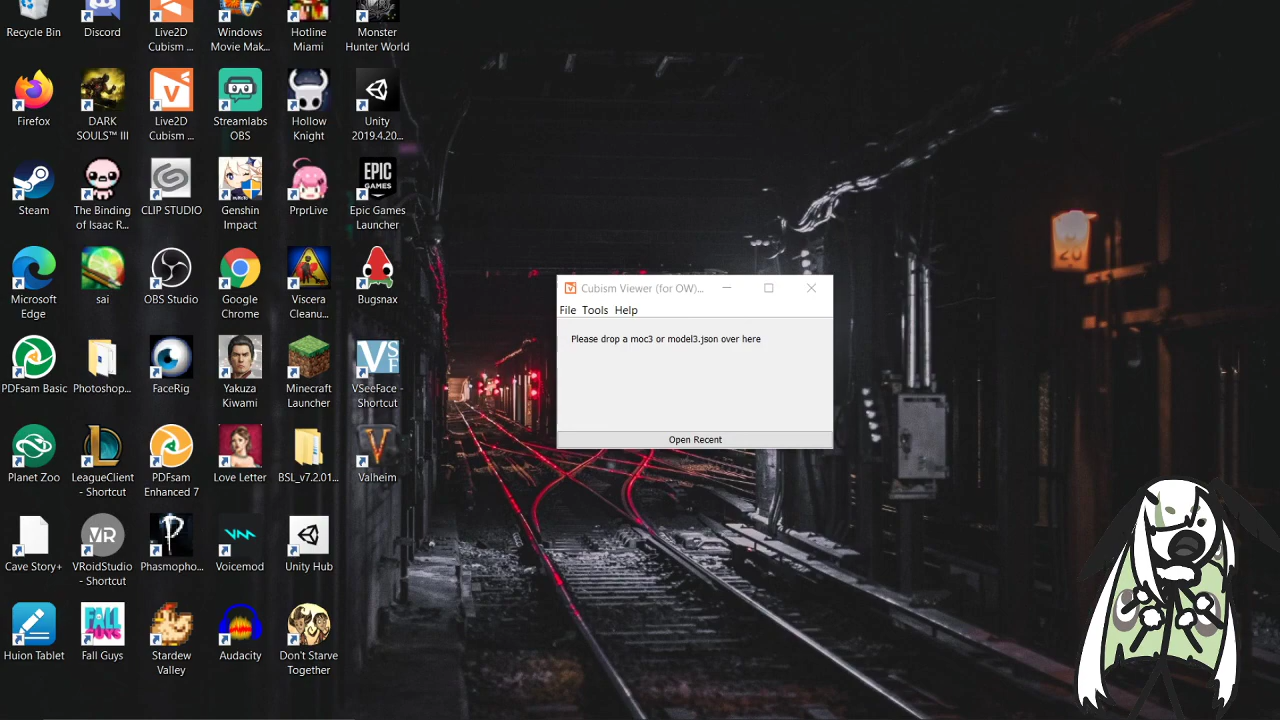 Recycle Bin
Discord
Live2D
Cubism ...
Windows
Movie Mak...
Hotline
Miami
Monster
Hunter World
Firefox
DARK
SOULS™ III
Live2D
Cubism ...
Streamlabs
OBS
Hollow
Knight
Unity
2019.4.20...
Steam
The Binding
of Isaac R...
CLIP STUDIO
Genshin
Impact
PrprLive
EPIC
GAMES
Epic Games
Launcher
Microsoft
Edge
sai
OBS Studio
Google
Chrome
Viscera
Cleanu...
Bugsnax
PDFsam Basic
Photoshop...
FaceRig
Yakuza
Kiwami
Minecraft
Launcher
VSF
VSeeFace -
Shortcut
Planet Zoo
LeagueClient
- Shortcut
PDFsam
Enhanced 7
Love Letter
BSL_v7.2.01...
Valheim
Cave Story+
VR
VRoidStudio
- Shortcut
Phasmopho...
Voicemod
Unity Hub
Huion Tablet
FALL
GUYS
Fall Guys
Stardew
Valley
Audacity
Don't Starve
Together
Cubism Viewer (for OW)...
File Tools Help
Please drop a moc3 or model3.json over here
Open Recent
20